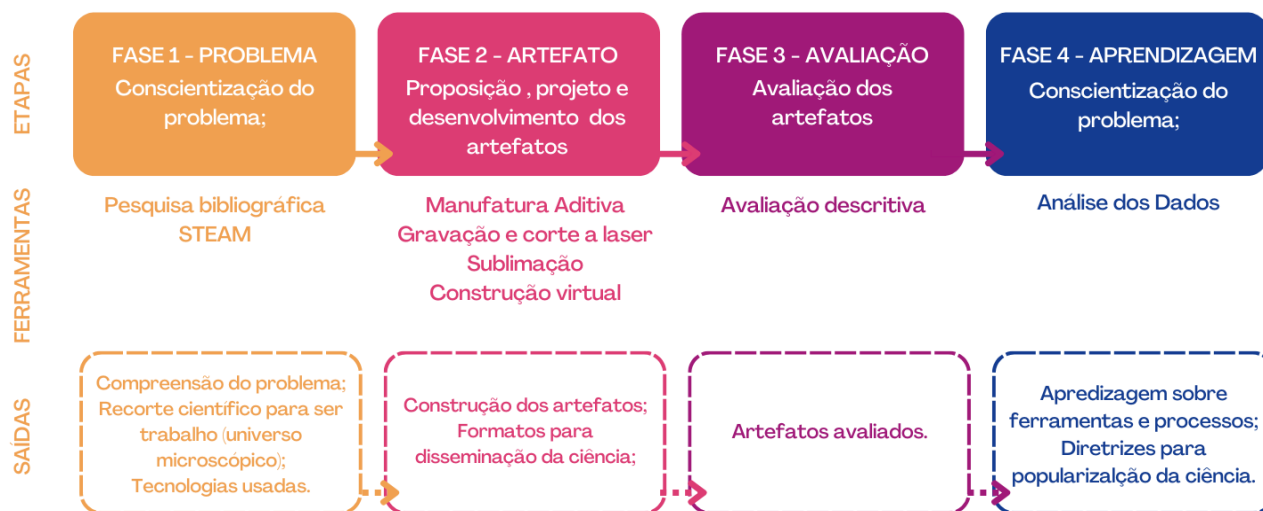 ETAPAS
FASE 1 - PROBLEMA
Conscientização do
problema;
FASE 2 - ARTEFATO
Proposição , projeto e
desenvolvimento dos
artefatos
FASE 3 - AVALIAÇÃO
Avaliação dos
artefatos
FASE 4 - APRENDIZAGEM
Conscientização do
problema;
FERRAMENTAS
Pesquisa bibliográfica
STEAM
Manufatura Aditiva
Gravação e corte a laser
Sublimação
Construção virtual
Avaliação descritiva
Análise dos Dados
SAÍDAS
Compreensão do problema;
Recorte científico para ser
trabalho (universo
microscópico);
Tecnologias usadas.
Construção dos artefatos;
Formatos para
disseminação da ciência;
Artefatos avaliados.
Apredizagem sobre
ferramentas e processos;
Diretrizes para
popularizalção da ciência.